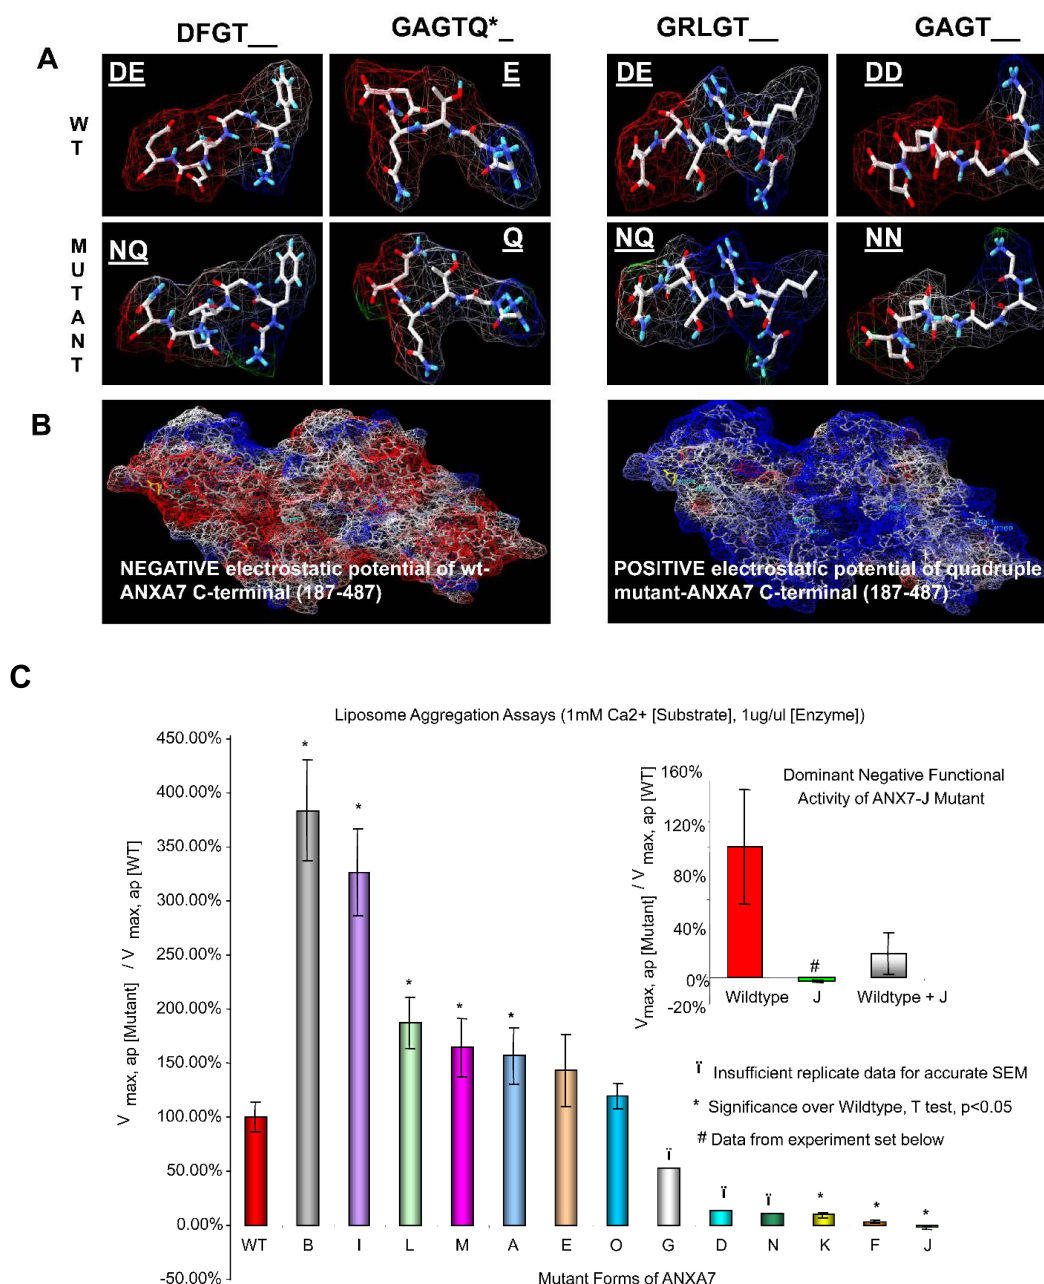 DFGT__ GAGTQ*_ GRLGT__ GAGT__
A
WT
DE
E
DE
DD
MUTANT
NQ
Q
NQ
NN
B
NEGATIVE electrostatic potential of wt-
ANXA7 C-terminal (187-487)
POSITIVE electrostatic potential of quadruple
mutant-ANXA7 C-terminal (187-487)
C
Liposome Aggregation Assays (1mM Ca2+ [Substrate], 1ug/ul [Enzyme])
V max, ap [Mutant] / V max, ap [WT]
450.00%
400.00%
350.00%
300.00%
250.00%
200.00%
150.00%
100.00%
50.00%
0.00%
-50.00%
* * * * * ï ï ï * * *
WT B I L M A E O G D N K F J
Mutant Forms of ANXA7
Dominant Negative Functional
Activity of ANX7-J Mutant
V max, ap [Mutant] / V max, ap [WT]
160%
120%
80%
40%
0%
-20%
#
Wildtype J Wildtype + J
ï Insufficient replicate data for accurate SEM
* Significance over Wildtype, T test, p<0.05
# Data from experiment set below